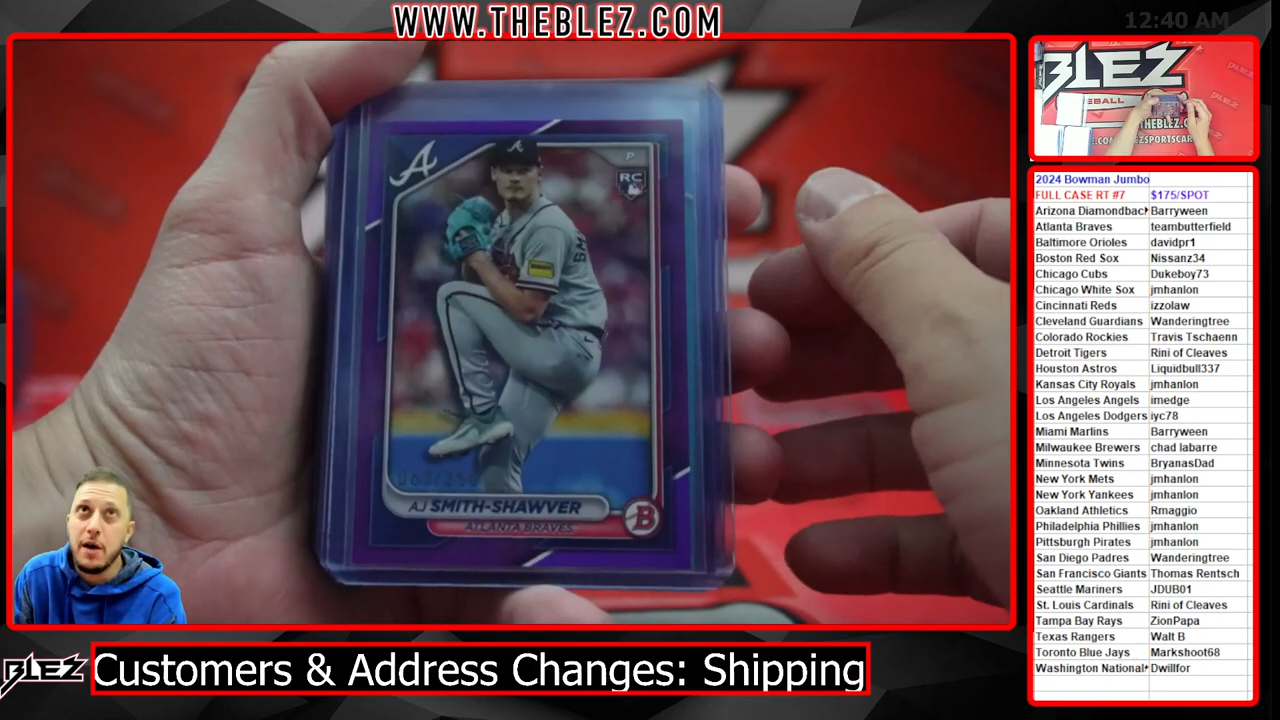 WWW.THEBLEZ.COM
12:40 AM
A
P
RC
AJ SMITH-SHAWVER
ATLANTA BRAVES
B
BLEZ
EBALL
THEBLEZ.C
2024 Bowman Jumbo
FULL CASE RT #7 $175/SPOT
Arizona Diamondbac Barryween
Atlanta Braves teambutterfield
Baltimore Orioles davidpr1
Boston Red Sox Nissanz34
Chicago Cubs Dukeboy73
Chicago White Sox jmhanlon
Cincinnati Reds izzolaw
Cleveland Guardians Wanderingtree
Colorado Rockies Travis Tschaenn
Detroit Tigers Rini of Cleaves
Houston Astros Liquidbull337
Kansas City Royals jmhanlon
Los Angeles Angels imedge
Los Angeles Dodgers iyc78
Miami Marlins Barryween
Milwaukee Brewers chad labarre
Minnesota Twins BryanasDad
New York Mets jmhanlon
New York Yankees jmhanlon
Oakland Athletics Rmaggio
Philadelphia Phillies jmhanlon
Pittsburgh Pirates jmhanlon
San Diego Padres Wanderingtree
San Francisco Giants Thomas Rentsch
Seattle Mariners JDUB01
St. Louis Cardinals Rini of Cleaves
Tampa Bay Rays ZionPapa
Texas Rangers Walt B
Toronto Blue Jays Markshoot68
Washington National Dwillfor
BLEZ
Customers & Address Changes: Shipping